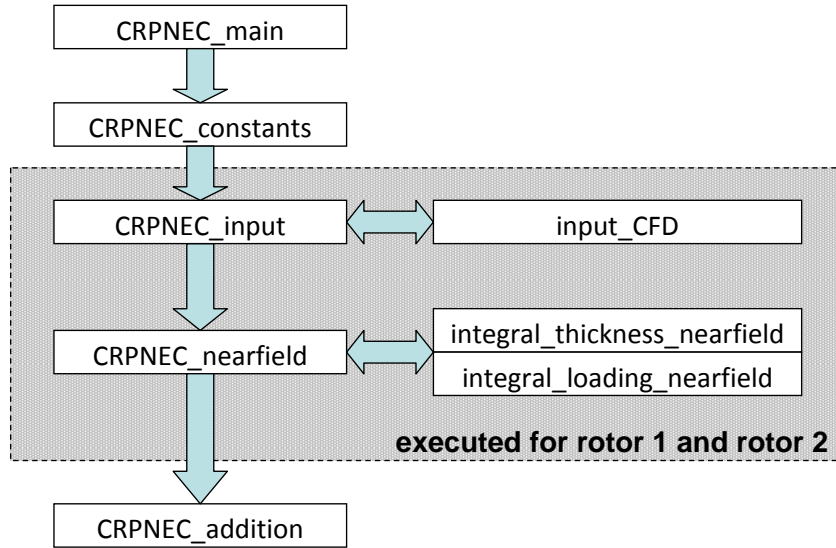 CRPNEC_main
CRPNEC_constants
CRPNEC_input
input_CFD
CRPNEC_nearfield
integral_thickness_nearfield
integral_loading_nearfield
executed for rotor 1 and rotor 2
CRPNEC_addition